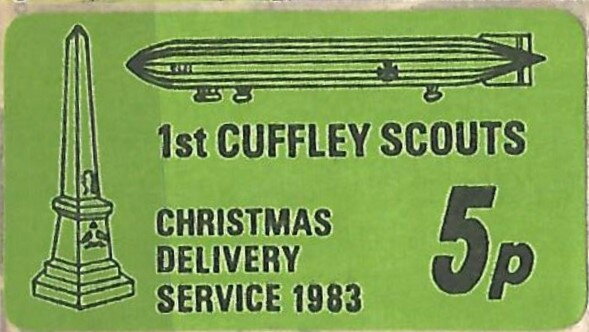 1st CUFFLEY SCOUTS
CHRISTMAS
DELIVERY
SERVICE 1983
5p